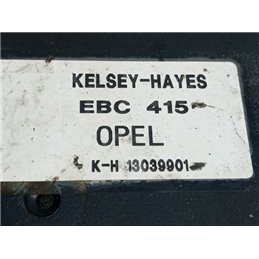 KELSEY-HAYES
EBC 415
OPEL
K-H 13039901